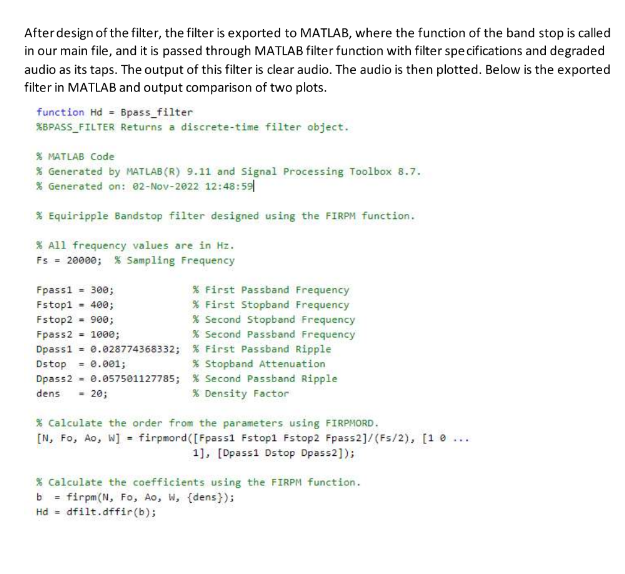 After design of the filter, the filter is exported to MATLAB, where the function of the band stop is called
in our main file, and it is passed through MATLAB filter function with filter specifications and degraded
audio as its taps. The output of this filter is clear audio. The audio is then plotted. Below is the exported
filter in MATLAB and output comparison of two plots.
function Hd = Bpass_filter
%BPASS_FILTER Returns a discrete-time filter object.
% MATLAB Code
% Generated by MATLAB(R) 9.11 and Signal Processing Toolbox 8.7.
% Generated on: 02-Nov-2022 12:48:59
% Equiripple Bandstop filter designed using the FIRPM function.
% All frequency values are in Hz.
Fs = 20000; % Sampling Frequency
Fpass1 = 300; % First Passband Frequency
Fstop1 = 400; % First Stopband Frequency
Fstop2 = 900; % Second Stopband Frequency
Fpass2 = 1000; % Second Passband Frequency
Dpass1 = 0.028774368332; % First Passband Ripple
Dstop = 0.001; % Stopband Attenuation
Dpass2 = 0.057501127785; % Second Passband Ripple
dens = 20; % Density Factor
% Calculate the order from the parameters using FIRPMORD.
[N, Fo, Ao, W] = firpmord([Fpass1 Fstop1 Fstop2 Fpass2]/(Fs/2), [1 0 ...
1], [Dpass1 Dstop Dpass2]);
% Calculate the coefficients using the FIRPM function.
b = firpm(N, Fo, Ao, W, {dens});
Hd = dfilt.dffir(b);